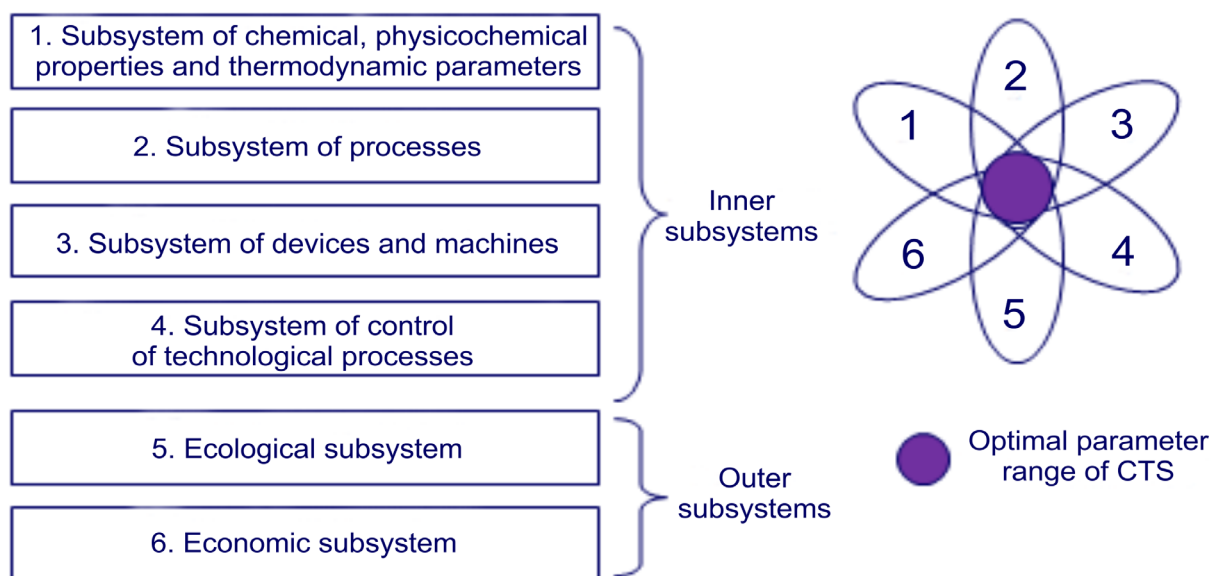 1. Subsystem of chemical, physicochemical
properties and thermodynamic parameters
2. Subsystem of processes
3. Subsystem of devices and machines
4. Subsystem of control
of technological processes
5. Ecological subsystem
6. Economic subsystem
Inner
subsystems
Outer
subsystems
1
2
3
4
5
6
Optimal parameter
range of CTS